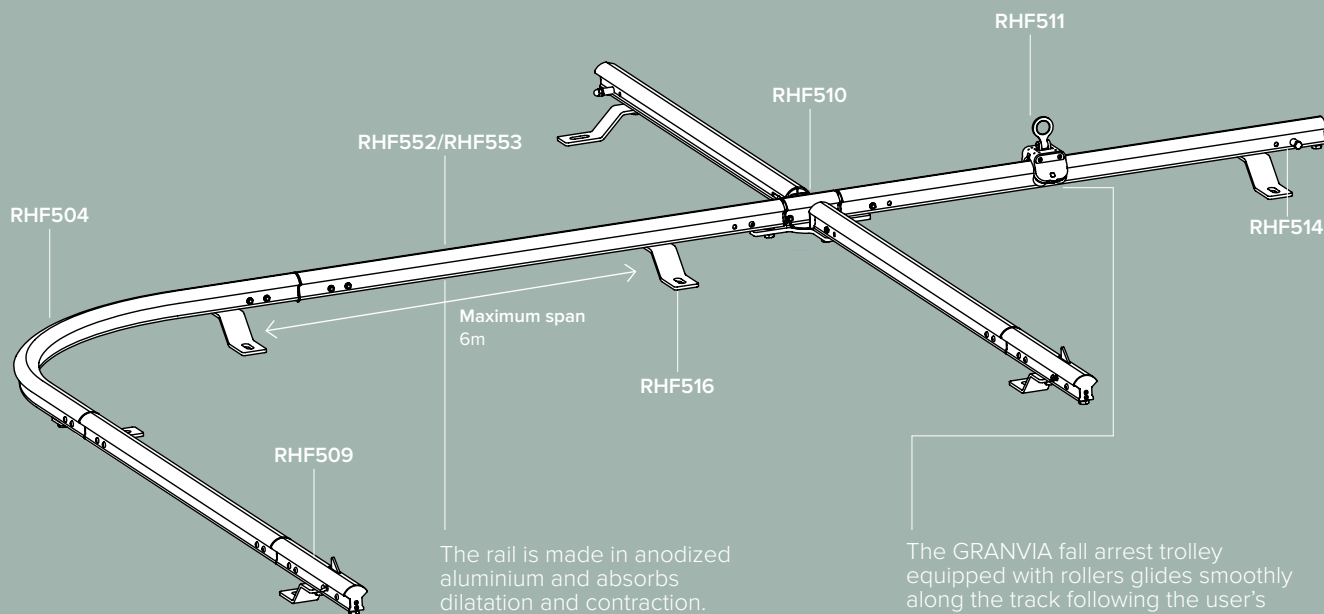 RHF511
RHF510
RHF552/RHF553
RHF504
RHF514
Maximum span
6m
RHF516
RHF509
The rail is made in anodized
aluminium and absorbs
dilatation and contraction.
The GRANVIA fall arrest trolley
equipped with rollers glides smoothly
along the track following the user’s